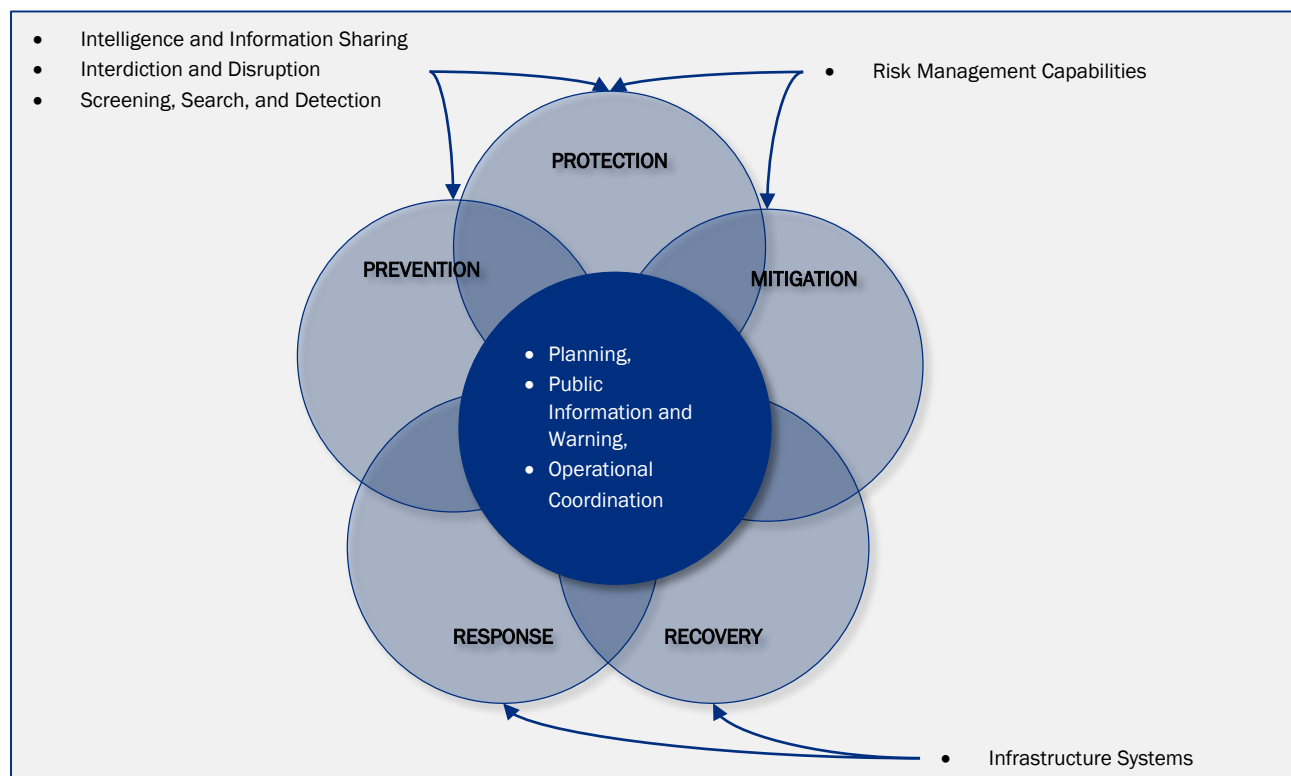 • Intelligence and Information Sharing
• Interdiction and Disruption
• Screening, Search, and Detection
• Risk Management Capabilities
PROTECTION
PREVENTION
MITIGATION
• Planning,
• Public
Information and
Warning,
• Operational
Coordination
RESPONSE
RECOVERY
• Infrastructure Systems